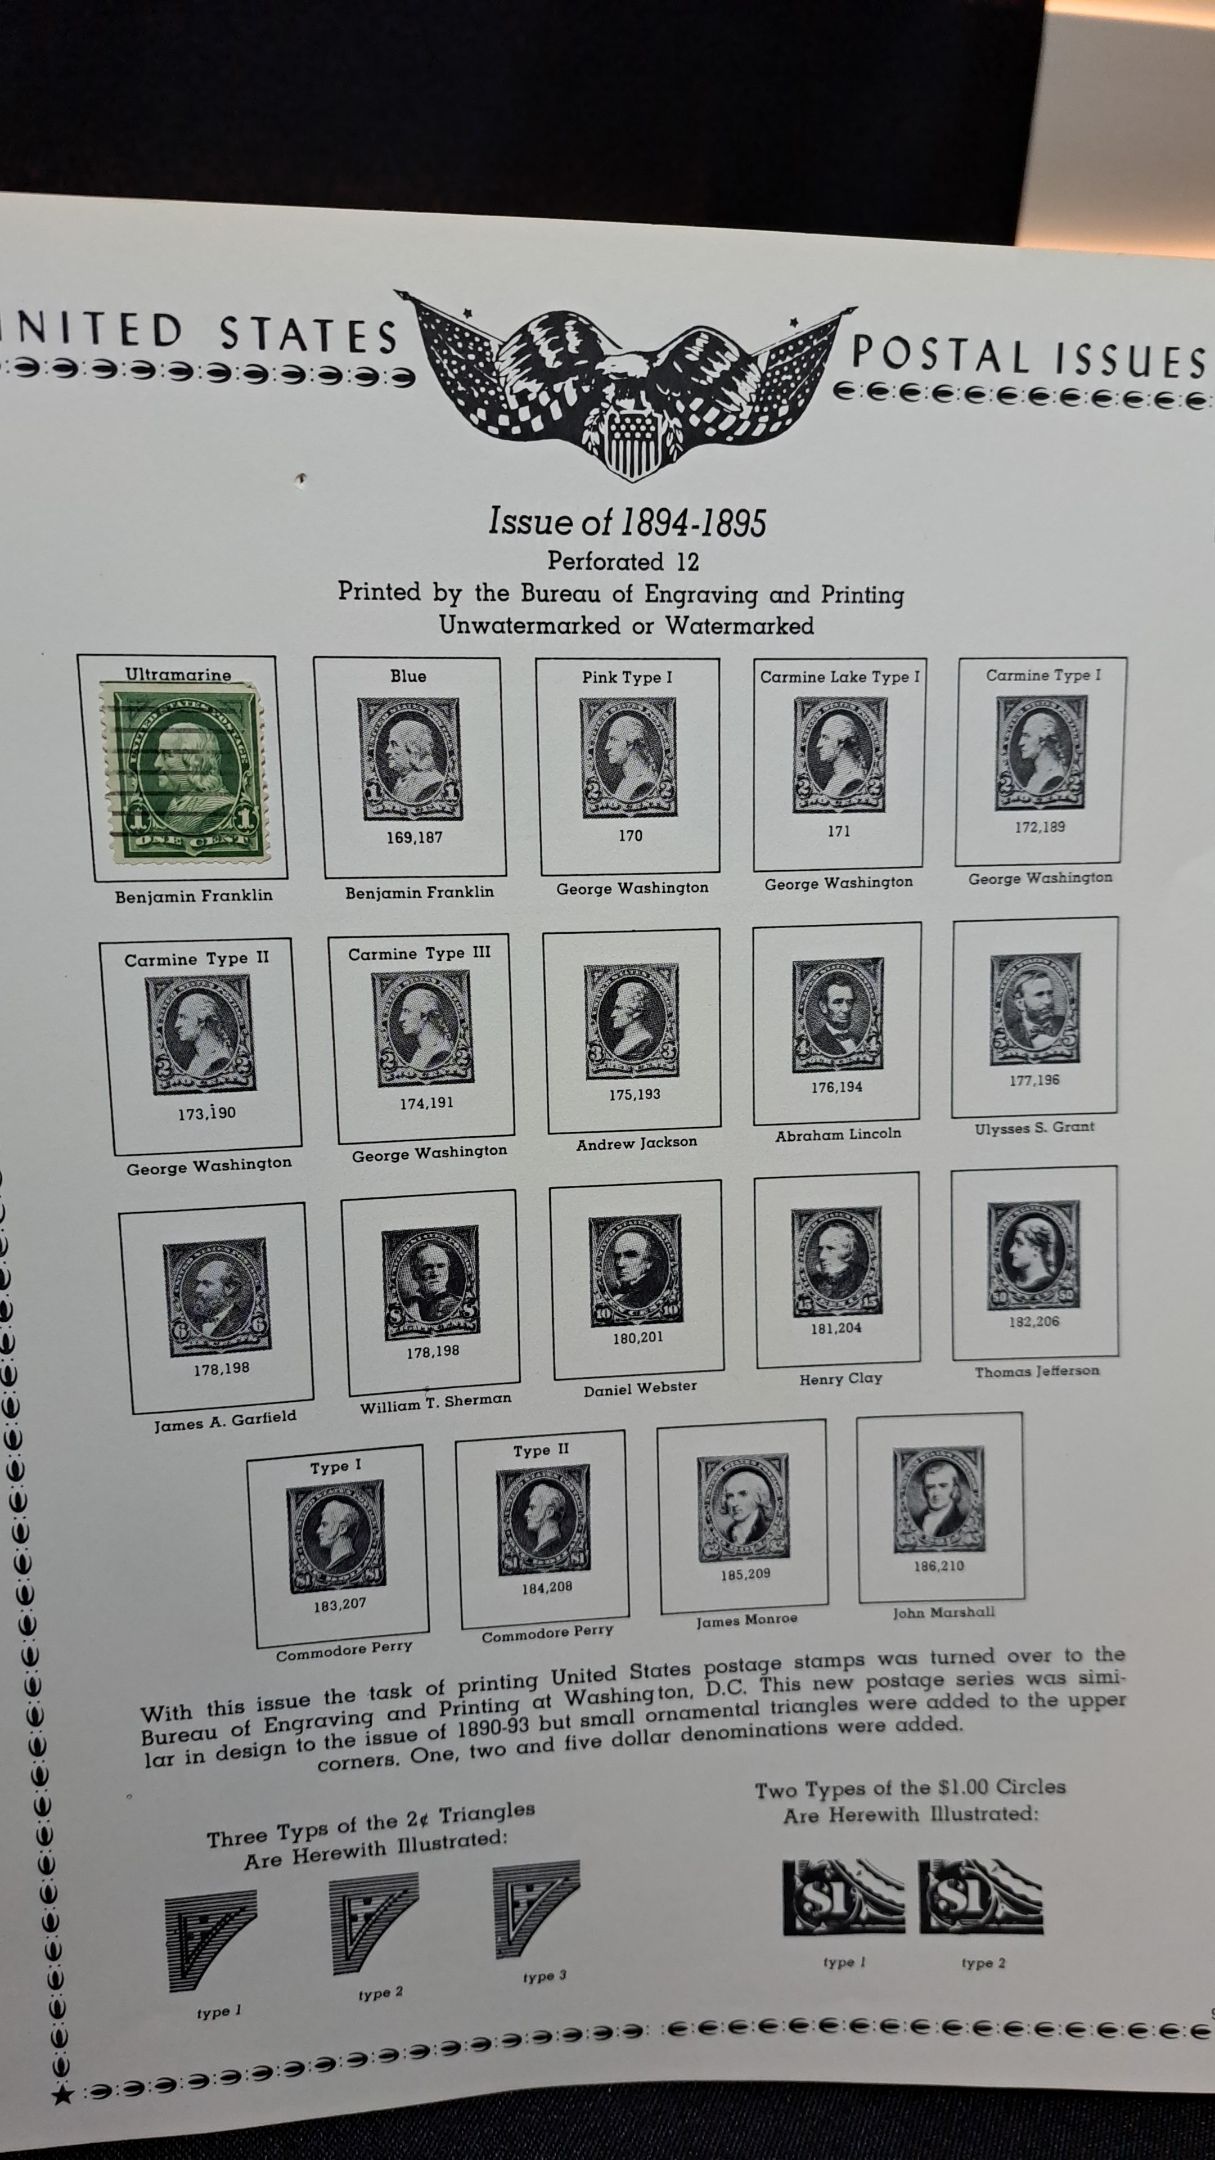 UNITED STATES POSTAL ISSUES
Issue of 1894-1895
Perforated 12
Printed by the Bureau of Engraving and Printing
Unwatermarked or Watermarked
Ultramarine
UNITED STATES POSTAGE
1 1
ONE CENT
Benjamin Franklin
Blue
169,187
Benjamin Franklin
Pink Type I
170
George Washington
Carmine Lake Type I
171
George Washington
Carmine Type I
172,189
George Washington
Carmine Type II
173,190
George Washington
Carmine Type III
174,191
George Washington
175,193
Andrew Jackson
176,194
Abraham Lincoln
177,196
Ulysses S. Grant
178,198
James A. Garfield
178,198
William T. Sherman
180,201
Daniel Webster
181,204
Henry Clay
182,206
Thomas Jefferson
Type I
183,207
Commodore Perry
Type II
184,208
Commodore Perry
185,209
James Monroe
186,210
John Marshall
With this issue the task of printing United States postage stamps was turned over to the
Bureau of Engraving and Printing at Washington, D.C. This new postage series was simi-
lar in design to the issue of 1890-93 but small ornamental triangles were added to the upper
corners. One, two and five dollar denominations were added.
Three Typs of the 2¢ Triangles
Are Herewith Illustrated:
type 1
type 2
type 3
Two Types of the $1.00 Circles
Are Herewith Illustrated:
$1
$1
type 1
type 2